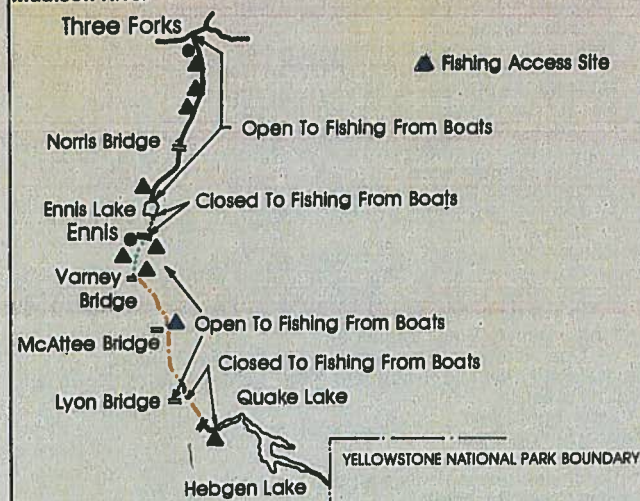 Three Forks
Fishing Access Site
Open To Fishing From Boats
Norris Bridge
Closed To Fishing From Boats
Ennis Lake
Ennis
Varney
Bridge
Open To Fishing From Boats
McAttee Bridge
Closed To Fishing From Boats
Lyon Bridge
Quake Lake
YELLOWSTONE NATIONAL PARK BOUNDARY
Hebgen Lake